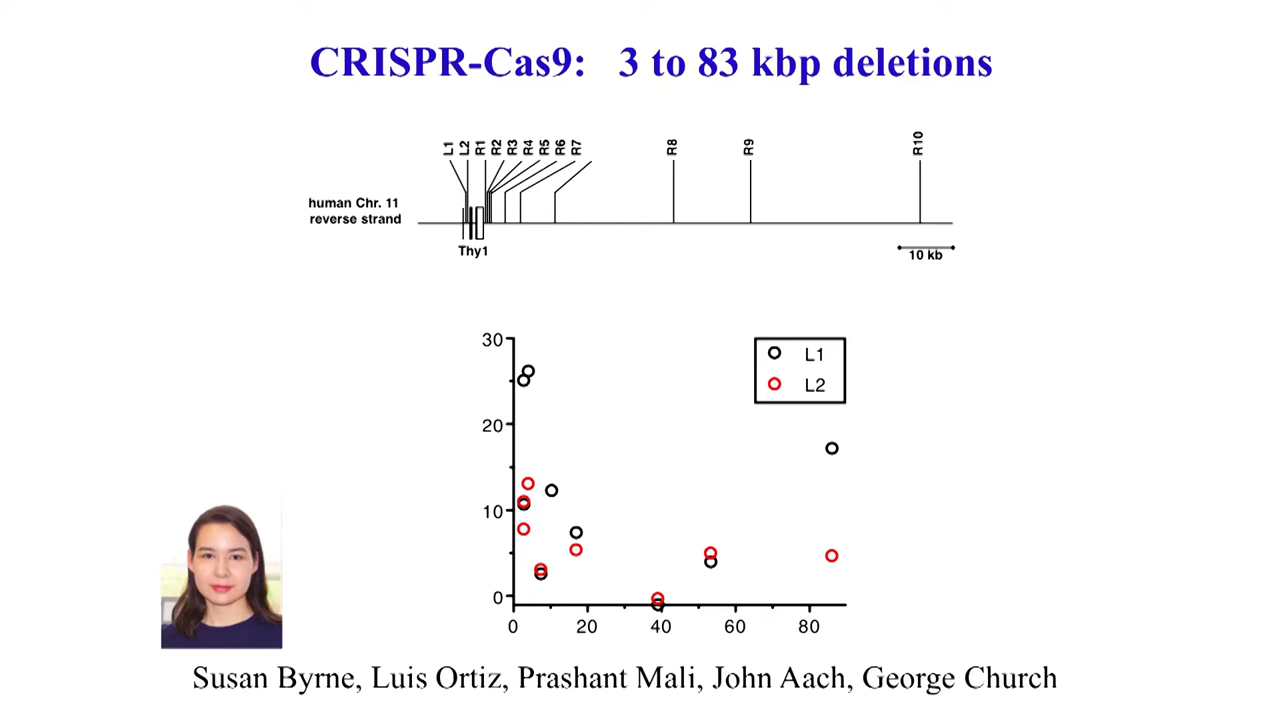 CRISPR-Cas9: 3 to 83 kbp deletions
L1 L2 R1 R2 R3 R4 R5 R6 R7 R8 R9 R10
human Chr. 11
reverse strand
Thy1
10 kb
30
20
10
0
0 20 40 60 80
L1
L2
Susan Byrne, Luis Ortiz, Prashant Mali, John Aach, George Church